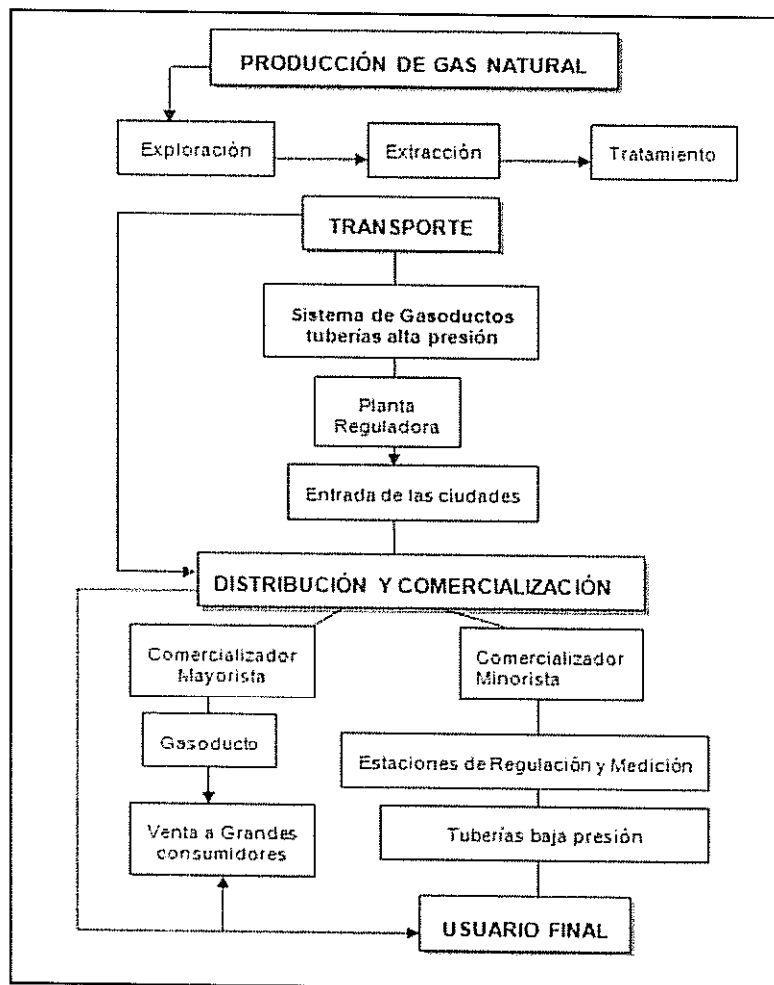 PRODUCCIÓN DE GAS NATURAL
Exploración
Extracción
Tratamiento
TRANSPORTE
Sistema de Gasoductos
tuberías alta presión
Planta
Reguladora
Entrada de las ciudades
DISTRIBUCIÓN Y COMERCIALIZACIÓN
Comercializador
Mayorista
Comercializador
Minorista
Gasoducto
Estaciones de Regulación y Medición
Venta a Grandes
consumidores
Tuberías baja presión
USUARIO FINAL